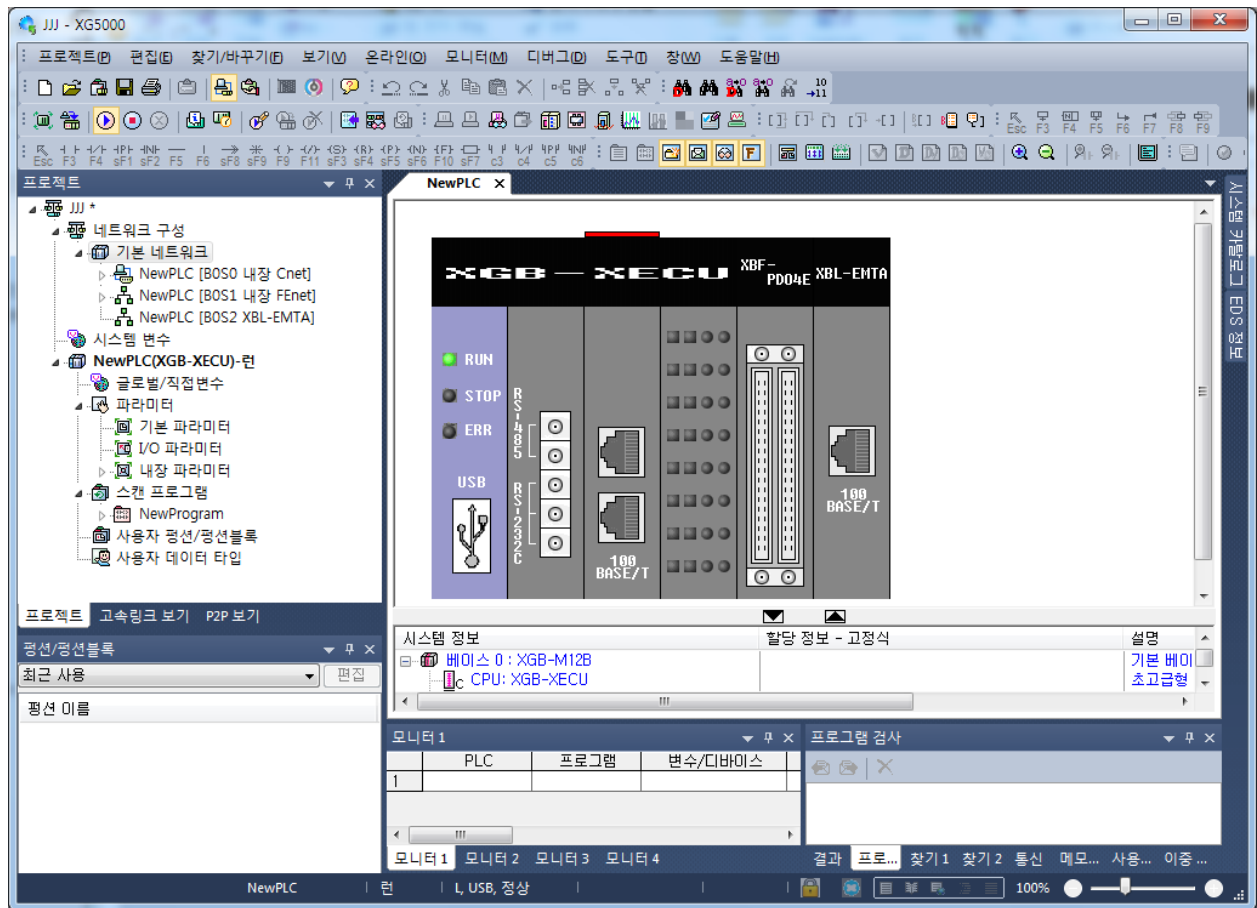 JJJ - XG5000
프로젝트(P) 편집(E) 찾기/바꾸기(F) 보기(V) 온라인(O) 모니터(M) 디버그(D) 도구(T) 창(W) 도움말(H)
Esc F3 F4 F5 F6 F7 F8 F9
Esc F3 F4 sF1 sF2 F5 F6 sF8 sF9 F9 F11 sF3 sF4 sF5 sF6 F10 sF7 c3 c4 c5 c6
프로젝트
NewPLC
JJJ *
네트워크 구성
기본 네트워크
NewPLC [B0S0 내장 Cnet]
NewPLC [B0S1 내장 FEnet]
NewPLC [B0S2 XBL-EMTA]
시스템 변수
NewPLC(XGB-XECU)-런
글로벌/직접변수
파라미터
기본 파라미터
I/O 파라미터
내장 파라미터
스캔 프로그램
NewProgram
사용자 펑션/펑션블록
사용자 데이터 타입
프로젝트 고속링크 보기 P2P 보기
XGB-XECU
XBF-PD04E
XBL-EMTA
RUN
STOP
ERR
USB
RS-485
RS-232C
100
BASE/T
100
BASE/T
시스템 카탈로그
EDS 정보
시스템 정보 할당 정보 - 고정식 설명
베이스 0 : XGB-M12B 기본 베이
CPU: XGB-XECU 초고급형
펑션/펑션블록
최근 사용 편집
펑션 이름
모니터 1
PLC 프로그램 변수/디바이스
1
모니터 1 모니터 2 모니터 3 모니터 4
프로그램 검사
결과 프로... 찾기 1 찾기 2 통신 메모... 사용... 이중 ...
NewPLC 런 L, USB, 정상 100%